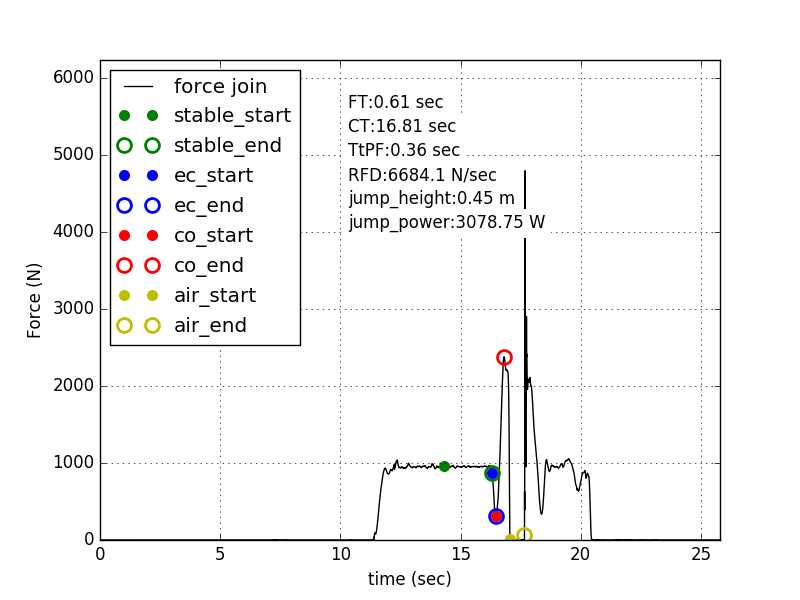 6000
5000
4000
3000
2000
1000
0
Force (N)
force join
stable_start
stable_end
ec_start
ec_end
co_start
co_end
air_start
air_end
FT:0.61 sec
CT:16.81 sec
TtPF:0.36 sec
RFD:6684.1 N/sec
jump_height:0.45 m
jump_power:3078.75 W
0 5 10 15 20 25
time (sec)